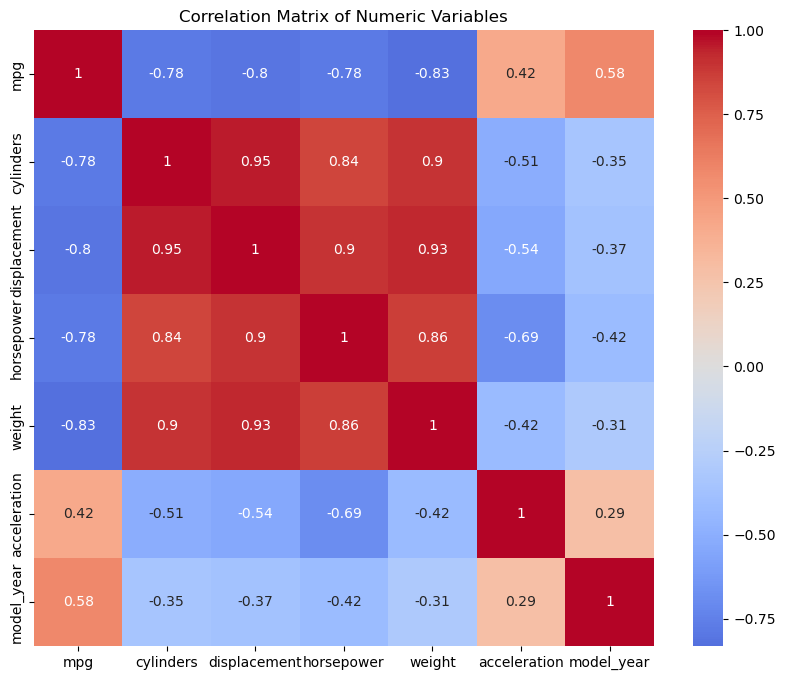 Correlation Matrix of Numeric Variables
mpg 1 -0.78 -0.8 -0.78 -0.83 0.42 0.58
cylinders -0.78 1 0.95 0.84 0.9 -0.51 -0.35
displacement -0.8 0.95 1 0.9 0.93 -0.54 -0.37
horsepower -0.78 0.84 0.9 1 0.86 -0.69 -0.42
weight -0.83 0.9 0.93 0.86 1 -0.42 -0.31
acceleration 0.42 -0.51 -0.54 -0.69 -0.42 1 0.29
model_year 0.58 -0.35 -0.37 -0.42 -0.31 0.29 1
mpg cylinders displacement horsepower weight acceleration model_year
1.00
0.75
0.50
0.25
0.00
−0.25
−0.50
−0.75